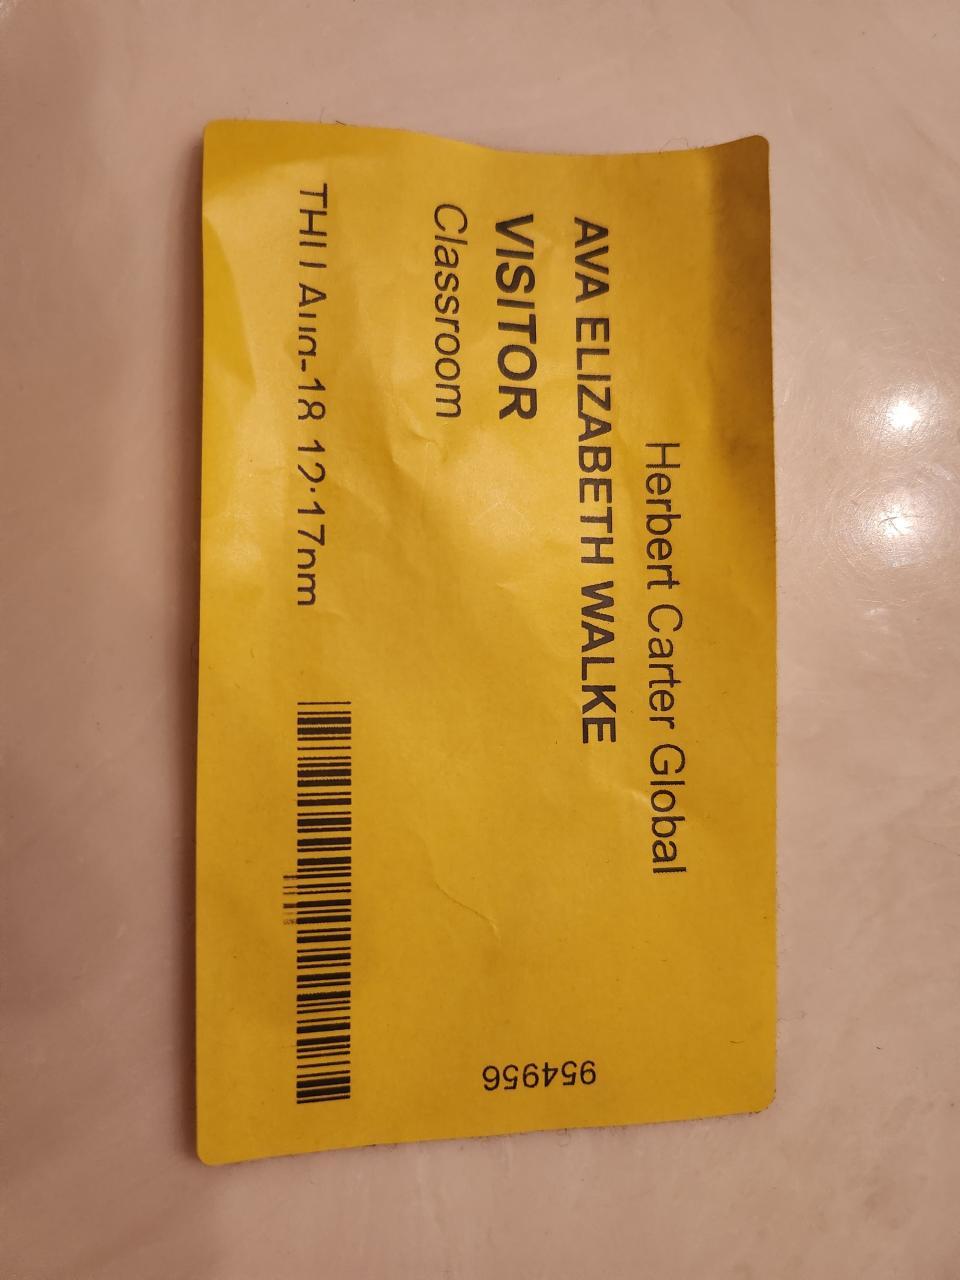 Herbert Carter Global
AVA ELIZABETH WALKE
VISITOR
Classroom
THU Aug-18 12:17pm
954956